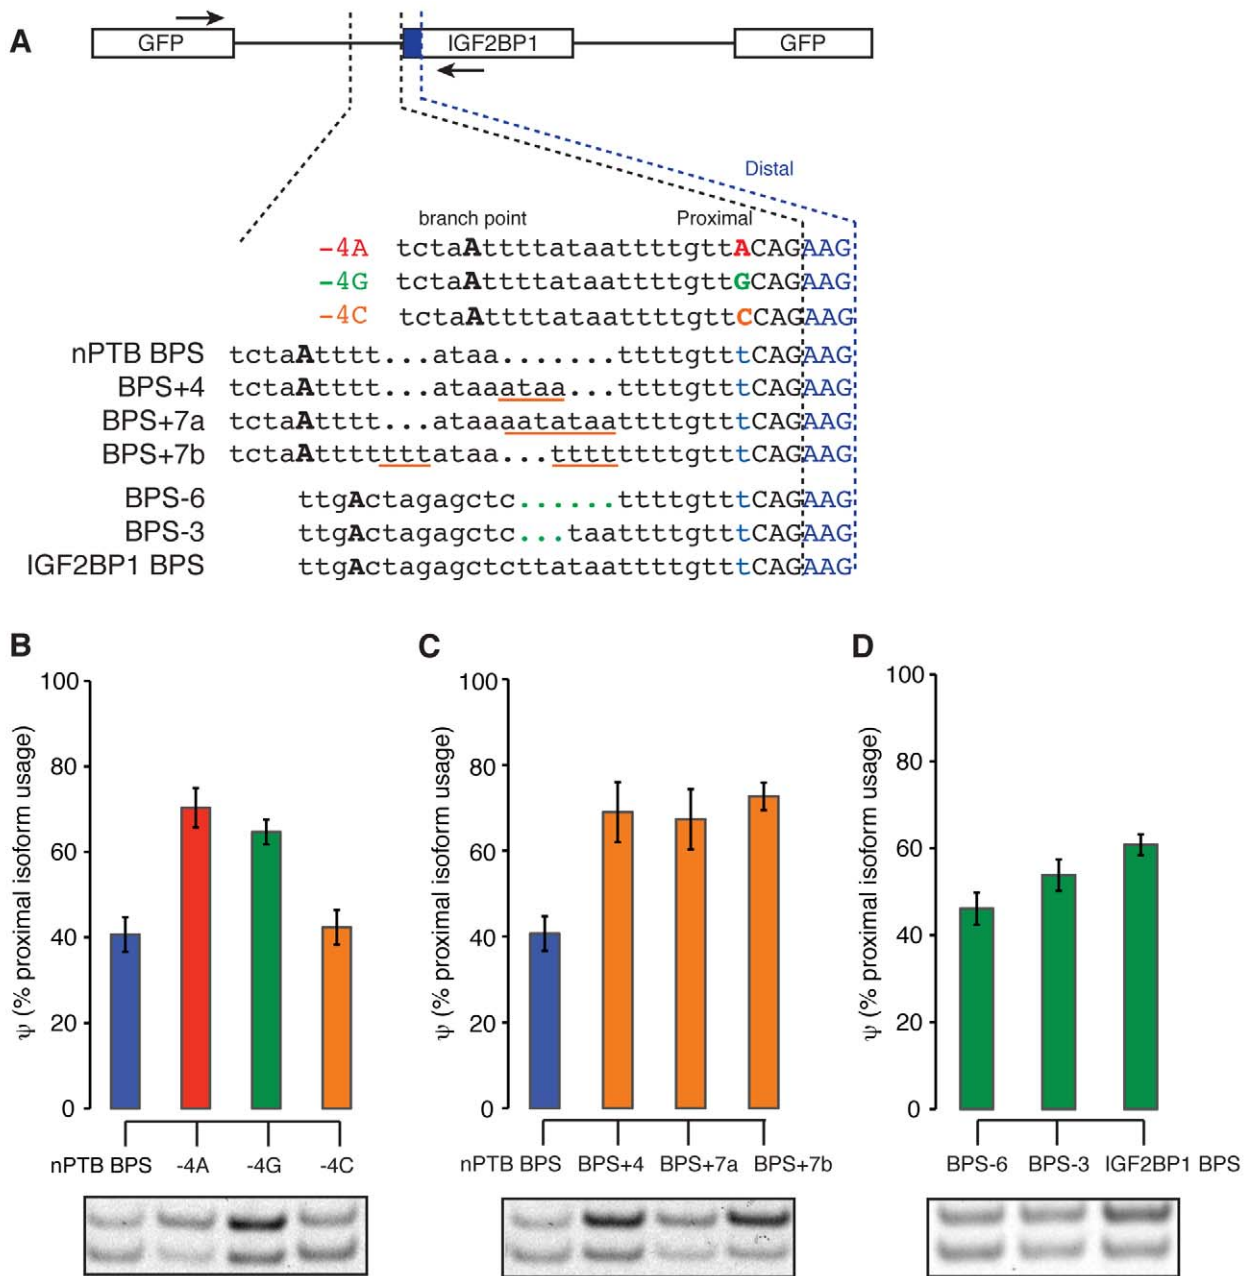 A
GFP IGF2BP1 GFP
Distal
branch point Proximal
-4A tctaAttttataattttgttACAGAAG
-4G tctaAttttataattttgttGCAGAAG
-4C tctaAttttataattttgttCCAGAAG
nPTB BPS tctaAtttt...ataa.......ttttgtttCAGAAG
BPS+4 tctaAtttt...ataaataa...ttttgtttCAGAAG
BPS+7a tctaAtttt...ataaaatataattttgtttCAGAAG
BPS+7b tctaAtttttttataa...ttttttttgtttCAGAAG
BPS-6 ttgActagagctc......ttttgtttCAGAAG
BPS-3 ttgActagagctc...taattttgtttCAGAAG
IGF2BP1 BPS ttgActagagctcttataattttgtttCAGAAG
B
ψ (% proximal isoform usage)
100
80
60
40
20
0
nPTB BPS -4A -4G -4C
C
ψ (% proximal isoform usage)
100
80
60
40
20
0
nPTB BPS BPS+4 BPS+7a BPS+7b
D
ψ (% proximal isoform usage)
100
80
60
40
20
0
BPS-6 BPS-3 IGF2BP1 BPS